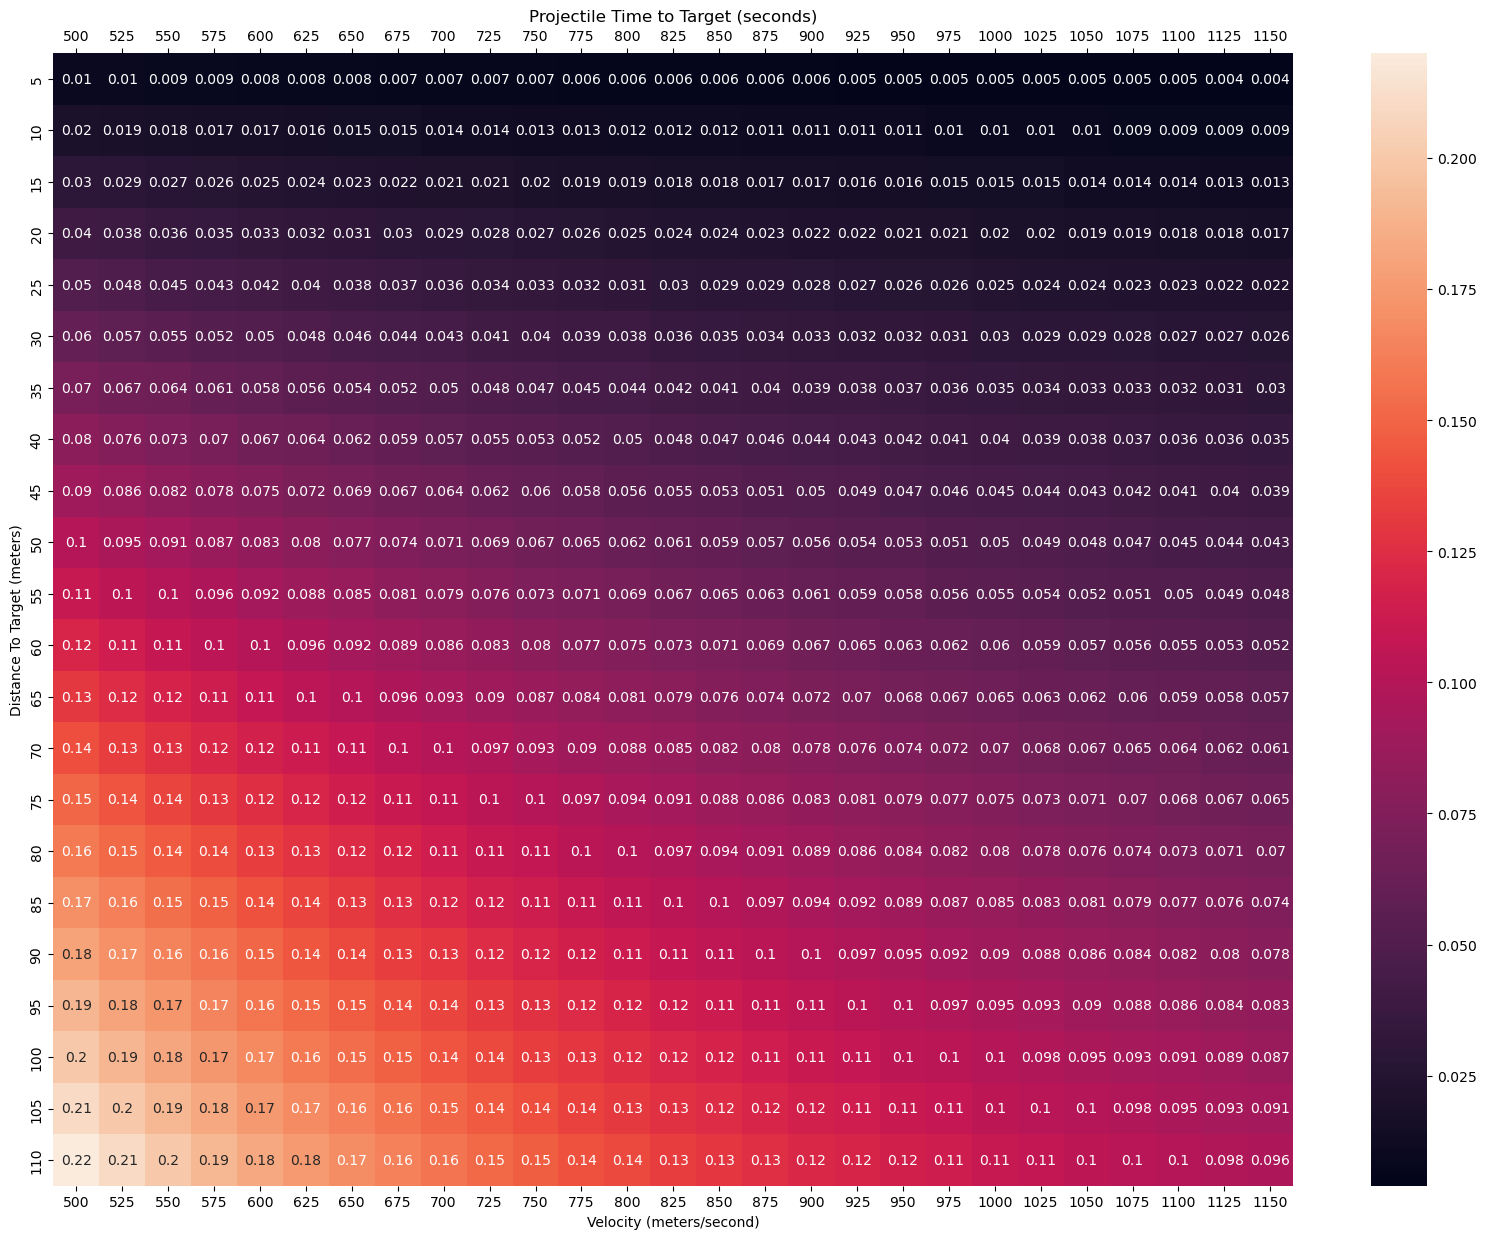 Projectile Time to Target (seconds)
500 525 550 575 600 625 650 675 700 725 750 775 800 825 850 875 900 925 950 975 1000 1025 1050 1075 1100 1125 1150
5 0.01 0.01 0.009 0.009 0.008 0.008 0.008 0.007 0.007 0.007 0.007 0.006 0.006 0.006 0.006 0.006 0.006 0.005 0.005 0.005 0.005 0.005 0.005 0.005 0.005 0.004 0.004
10 0.02 0.019 0.018 0.017 0.017 0.016 0.015 0.015 0.014 0.014 0.013 0.013 0.012 0.012 0.012 0.011 0.011 0.011 0.011 0.01 0.01 0.01 0.01 0.009 0.009 0.009 0.009
15 0.03 0.029 0.027 0.026 0.025 0.024 0.023 0.022 0.021 0.021 0.02 0.019 0.019 0.018 0.018 0.017 0.017 0.016 0.016 0.015 0.015 0.015 0.014 0.014 0.014 0.013 0.013
20 0.04 0.038 0.036 0.035 0.033 0.032 0.031 0.03 0.029 0.028 0.027 0.026 0.025 0.024 0.024 0.023 0.022 0.022 0.021 0.021 0.02 0.02 0.019 0.019 0.018 0.018 0.017
25 0.05 0.048 0.045 0.043 0.042 0.04 0.038 0.037 0.036 0.034 0.033 0.032 0.031 0.03 0.029 0.029 0.028 0.027 0.026 0.026 0.025 0.024 0.024 0.023 0.023 0.022 0.022
30 0.06 0.057 0.055 0.052 0.05 0.048 0.046 0.044 0.043 0.041 0.04 0.039 0.038 0.036 0.035 0.034 0.033 0.032 0.032 0.031 0.03 0.029 0.029 0.028 0.027 0.027 0.026
35 0.07 0.067 0.064 0.061 0.058 0.056 0.054 0.052 0.05 0.048 0.047 0.045 0.044 0.042 0.041 0.04 0.039 0.038 0.037 0.036 0.035 0.034 0.033 0.033 0.032 0.031 0.03
40 0.08 0.076 0.073 0.07 0.067 0.064 0.062 0.059 0.057 0.055 0.053 0.052 0.05 0.048 0.047 0.046 0.044 0.043 0.042 0.041 0.04 0.039 0.038 0.037 0.036 0.036 0.035
45 0.09 0.086 0.082 0.078 0.075 0.072 0.069 0.067 0.064 0.062 0.06 0.058 0.056 0.055 0.053 0.051 0.05 0.049 0.047 0.046 0.045 0.044 0.043 0.042 0.041 0.04 0.039
50 0.1 0.095 0.091 0.087 0.083 0.08 0.077 0.074 0.071 0.069 0.067 0.065 0.062 0.061 0.059 0.057 0.056 0.054 0.053 0.051 0.05 0.049 0.048 0.047 0.045 0.044 0.043
55 0.11 0.1 0.1 0.096 0.092 0.088 0.085 0.081 0.079 0.076 0.073 0.071 0.069 0.067 0.065 0.063 0.061 0.059 0.058 0.056 0.055 0.054 0.052 0.051 0.05 0.049 0.048
60 0.12 0.11 0.11 0.1 0.1 0.096 0.092 0.089 0.086 0.083 0.08 0.077 0.075 0.073 0.071 0.069 0.067 0.065 0.063 0.062 0.06 0.059 0.057 0.056 0.055 0.053 0.052
65 0.13 0.12 0.12 0.11 0.11 0.1 0.1 0.096 0.093 0.09 0.087 0.084 0.081 0.079 0.076 0.074 0.072 0.07 0.068 0.067 0.065 0.063 0.062 0.06 0.059 0.058 0.057
70 0.14 0.13 0.13 0.12 0.12 0.11 0.11 0.1 0.1 0.097 0.093 0.09 0.088 0.085 0.082 0.08 0.078 0.076 0.074 0.072 0.07 0.068 0.067 0.065 0.064 0.062 0.061
75 0.15 0.14 0.14 0.13 0.12 0.12 0.12 0.11 0.11 0.1 0.1 0.097 0.094 0.091 0.088 0.086 0.083 0.081 0.079 0.077 0.075 0.073 0.071 0.07 0.068 0.067 0.065
80 0.16 0.15 0.14 0.14 0.13 0.13 0.12 0.12 0.11 0.11 0.11 0.1 0.1 0.097 0.094 0.091 0.089 0.086 0.084 0.082 0.08 0.078 0.076 0.074 0.073 0.071 0.07
85 0.17 0.16 0.15 0.15 0.14 0.14 0.13 0.13 0.12 0.12 0.11 0.11 0.11 0.1 0.1 0.097 0.094 0.092 0.089 0.087 0.085 0.083 0.081 0.079 0.077 0.076 0.074
90 0.18 0.17 0.16 0.16 0.15 0.14 0.14 0.13 0.13 0.12 0.12 0.12 0.11 0.11 0.11 0.1 0.1 0.097 0.095 0.092 0.09 0.088 0.086 0.084 0.082 0.08 0.078
95 0.19 0.18 0.17 0.17 0.16 0.15 0.15 0.14 0.14 0.13 0.13 0.12 0.12 0.12 0.11 0.11 0.11 0.1 0.1 0.097 0.095 0.093 0.09 0.088 0.086 0.084 0.083
100 0.2 0.19 0.18 0.17 0.17 0.16 0.15 0.15 0.14 0.14 0.13 0.13 0.12 0.12 0.12 0.11 0.11 0.11 0.1 0.1 0.1 0.098 0.095 0.093 0.091 0.089 0.087
105 0.21 0.2 0.19 0.18 0.17 0.17 0.16 0.16 0.15 0.14 0.14 0.14 0.13 0.13 0.12 0.12 0.12 0.11 0.11 0.11 0.1 0.1 0.1 0.098 0.095 0.093 0.091
110 0.22 0.21 0.2 0.19 0.18 0.18 0.17 0.16 0.16 0.15 0.15 0.14 0.14 0.13 0.13 0.13 0.12 0.12 0.12 0.11 0.11 0.11 0.1 0.1 0.1 0.098 0.096
500 525 550 575 600 625 650 675 700 725 750 775 800 825 850 875 900 925 950 975 1000 1025 1050 1075 1100 1125 1150
Velocity (meters/second)
Distance To Target (meters)
0.200
0.175
0.150
0.125
0.100
0.075
0.050
0.025